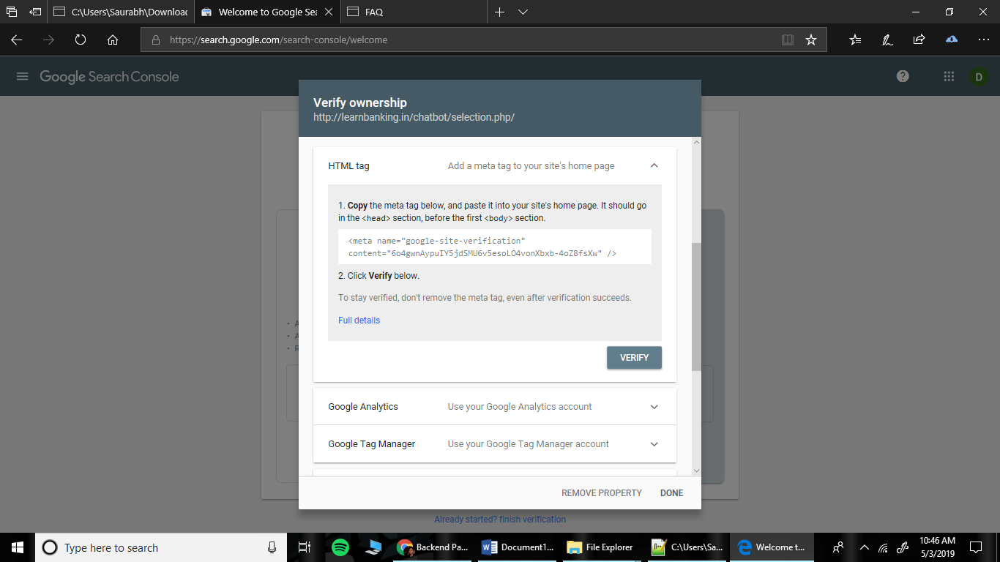 C:\Users\Saurabh\Downloac
Welcome to Google Sea
FAQ
https://search.google.com/search-console/welcome
Google Search Console
D
Verify ownership
http://learnbanking.in/chatbot/selection.php/
HTML tag
Add a meta tag to your site's home page
1. Copy the meta tag below, and paste it into your site's home page. It should go
in the <head> section, before the first <body> section.
<meta name="google-site-verification"
content="6o4gwnAypuIY5jdSMU6v5esoLO4vonXbxb-4oZ8fsXw" />
2. Click Verify below.
To stay verified, don't remove the meta tag, even after verification succeeds.
Full details
• A
• A
• R
VERIFY
Google Analytics
Use your Google Analytics account
Google Tag Manager
Use your Google Tag Manager account
REMOVE PROPERTY
DONE
Already started? finish verification
Type here to search
Backend Pa...
Document1...
File Explorer
C:\Users\Sa...
Welcome t...
10:46 AM
5/3/2019